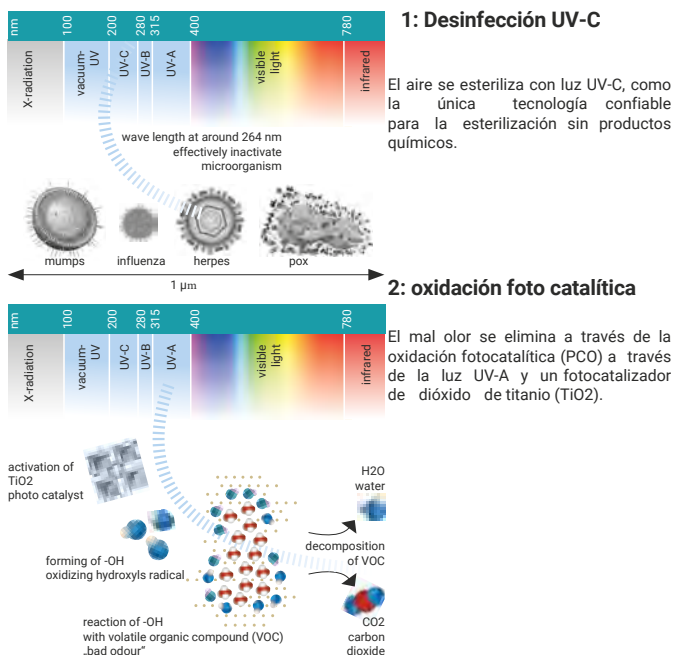 nm 100 200 280 315 400 780
X-radiation vacuum-UV UV-C UV-B UV-A visible light infrared
wave length at around 264 nm
effectively inactivate
microorganism
mumps influenza herpes pox
1 µm
1: Desinfección UV-C
El aire se esteriliza con luz UV-C, como
la única tecnología confiable
para la esterilización sin productos
químicos.
nm 100 200 280 315 400 780
X-radiation vacuum-UV UV-C UV-B UV-A visible light infrared
activation of
TiO2
photo catalyst
forming of -OH
oxidizing hydroxyls radical
reaction of -OH
with volatile organic compound (VOC)
„bad odour“
H2O
water
decomposition
of VOC
CO2
carbon
dioxide
2: oxidación foto catalítica
El mal olor se elimina a través de la
oxidación fotocatalítica (PCO) a través
de la luz UV-A y un fotocatalizador
de dióxido de titanio (TiO2).